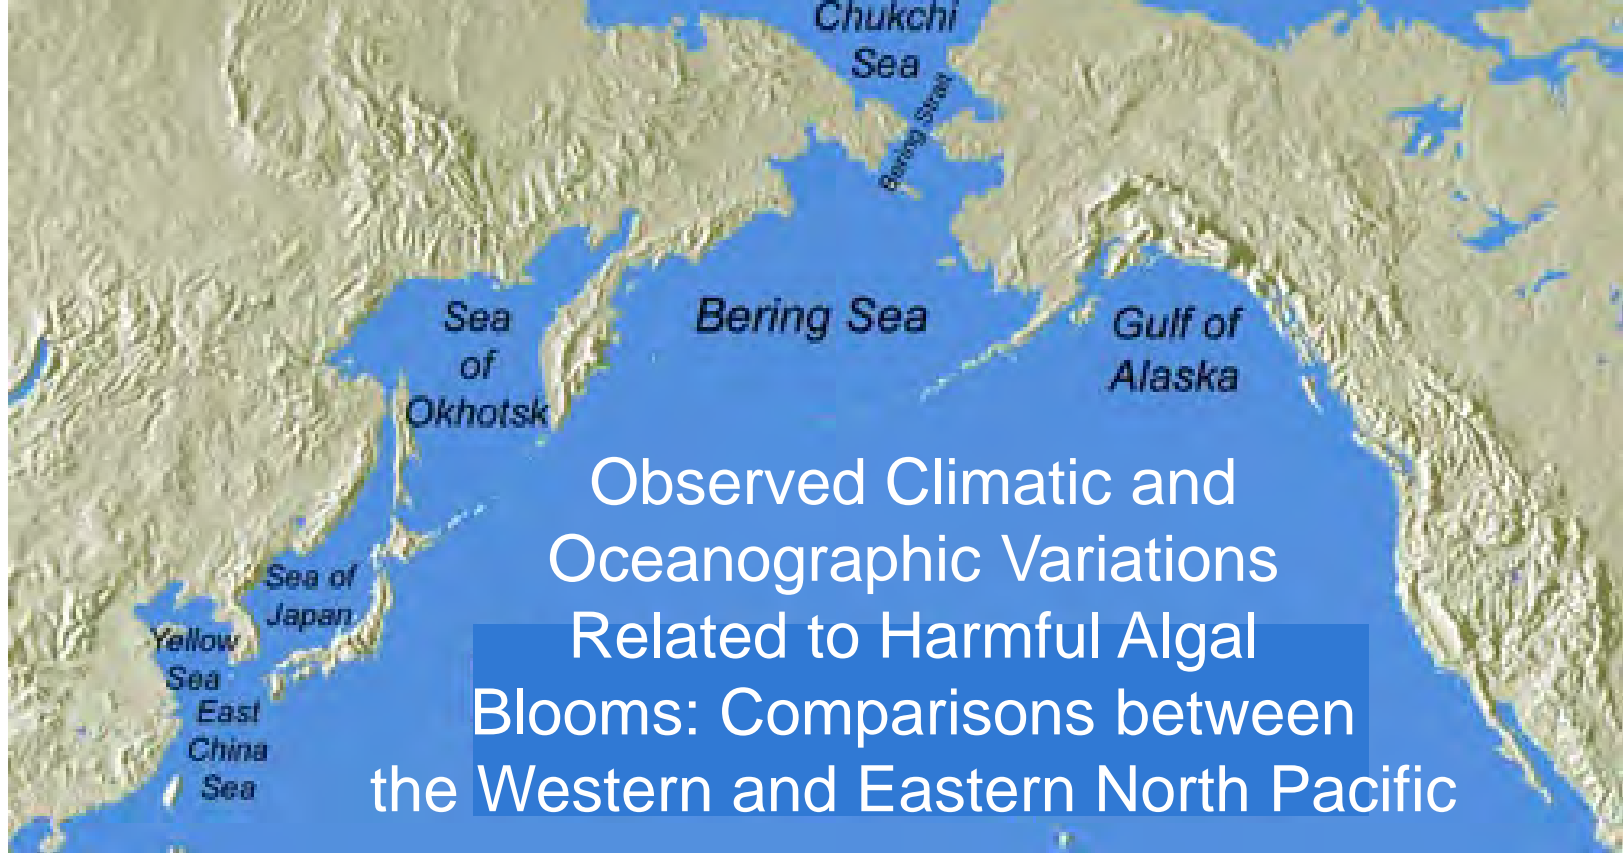 Chukchi
Sea
Bering Strait
Sea
of
Okhotsk
Bering Sea
Gulf of
Alaska
Sea of
Japan
Yellow
Sea
East
China
Sea
Observed Climatic and
Oceanographic Variations
Related to Harmful Algal
Blooms: Comparisons between
the Western and Eastern North Pacific